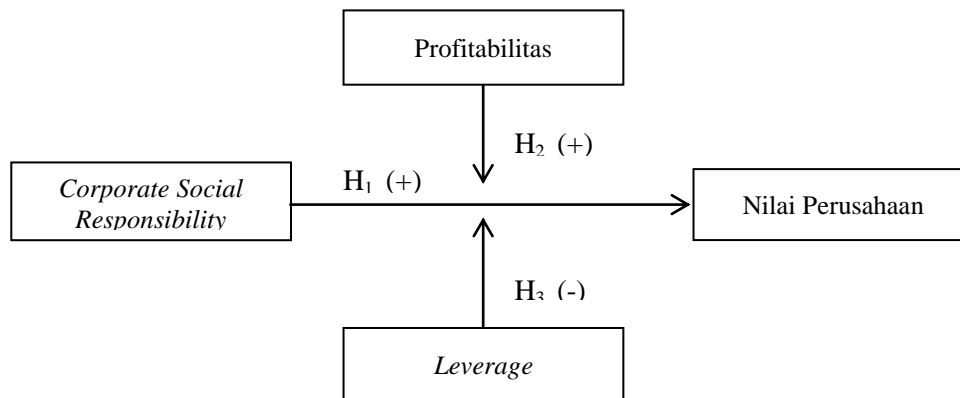 Profitabilitas
H₂ (+)
H₁ (+)
Corporate Social
Responsibility
Nilai Perusahaan
H₃ (-)
Leverage